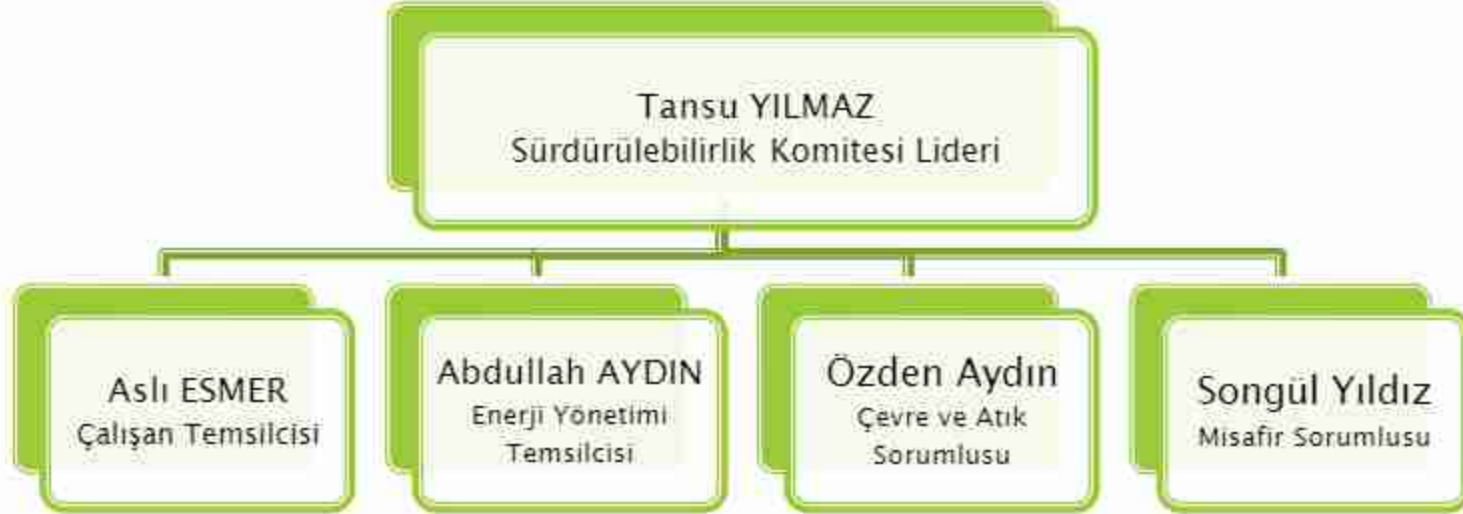 Tansu YILMAZ
Sürdürülebilirlik Komitesi Lideri
Aslı ESMER
Çalışan Temsilcisi
Abdullah AYDIN
Enerji Yönetimi
Temsilcisi
Özden Aydın
Çevre ve Atık
Sorumlusu
Songül Yıldız
Misafir Sorumlusu